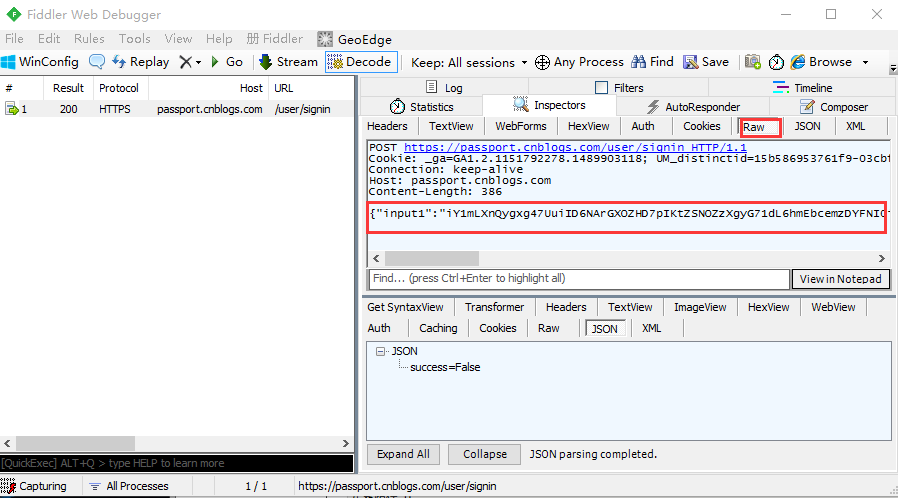 Fiddler Web Debugger
File Edit Rules Tools View Help 册 Fiddler GeoEdge
WinConfig Replay Go Stream Decode Keep: All sessions Any Process Find Save Browse
# Result Protocol Host URL
1 200 HTTPS passport.cnblogs.com /user/signin
Log Filters Timeline
Statistics Inspectors AutoResponder Composer
Headers TextView WebForms HexView Auth Cookies Raw JSON XML
POST https://passport.cnblogs.com/user/signin HTTP/1.1
Cookie: _ga=GA1.2.1151792278.1489903118; UM_distinctid=15b586953761f9-03cbf
Connection: keep-alive
Host: passport.cnblogs.com
Content-Length: 386
{"input1":"iY1mLXnQygxg47UuiID6NArGXOZHD7pIKtZSNOZzXgyG71dL6hmEbcemzDYFNIO
Find... (press Ctrl+Enter to highlight all) View in Notepad
Get SyntaxView Transformer Headers TextView ImageView HexView WebView
Auth Caching Cookies Raw JSON XML
JSON
success=False
Expand All Collapse JSON parsing completed.
[QuickExec] ALT+Q > type HELP to learn more
Capturing All Processes 1 / 1 https://passport.cnblogs.com/user/signin